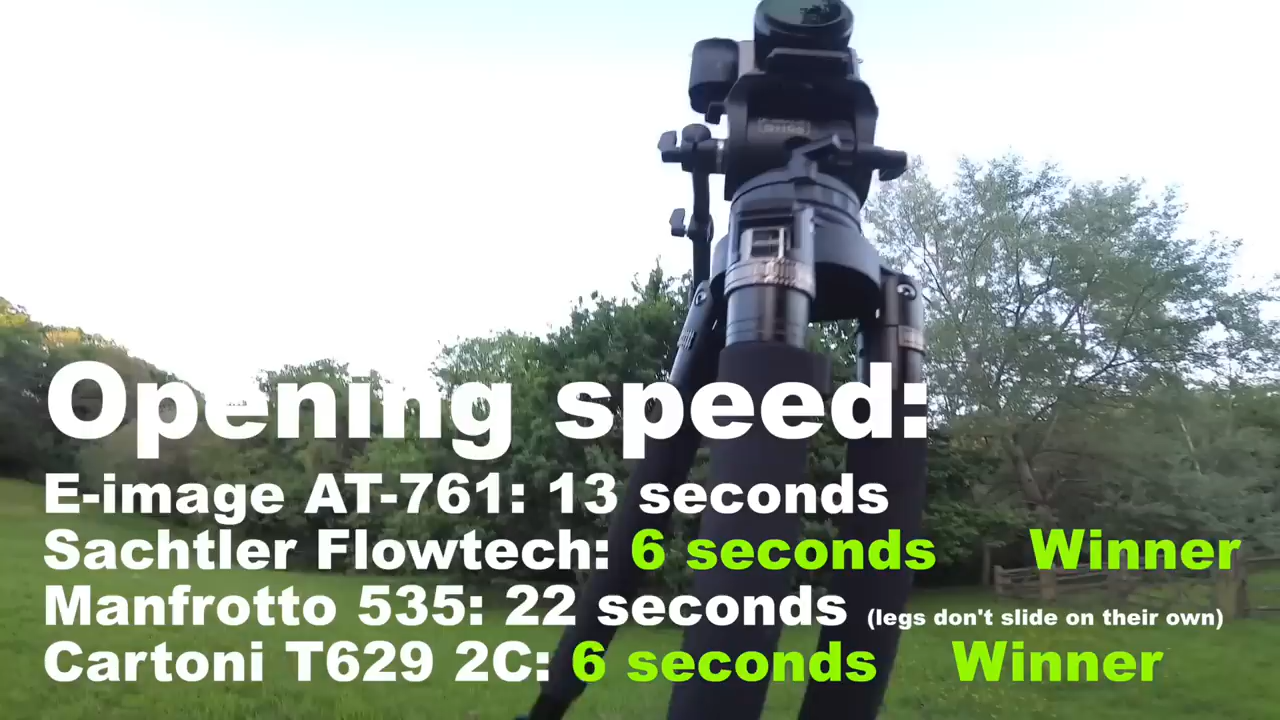 Opening speed:
E-image AT-761: 13 seconds
Sachtler Flowtech: 6 seconds Winner
Manfrotto 535: 22 seconds (legs don't slide on their own)
Cartoni T629 2C: 6 seconds Winner